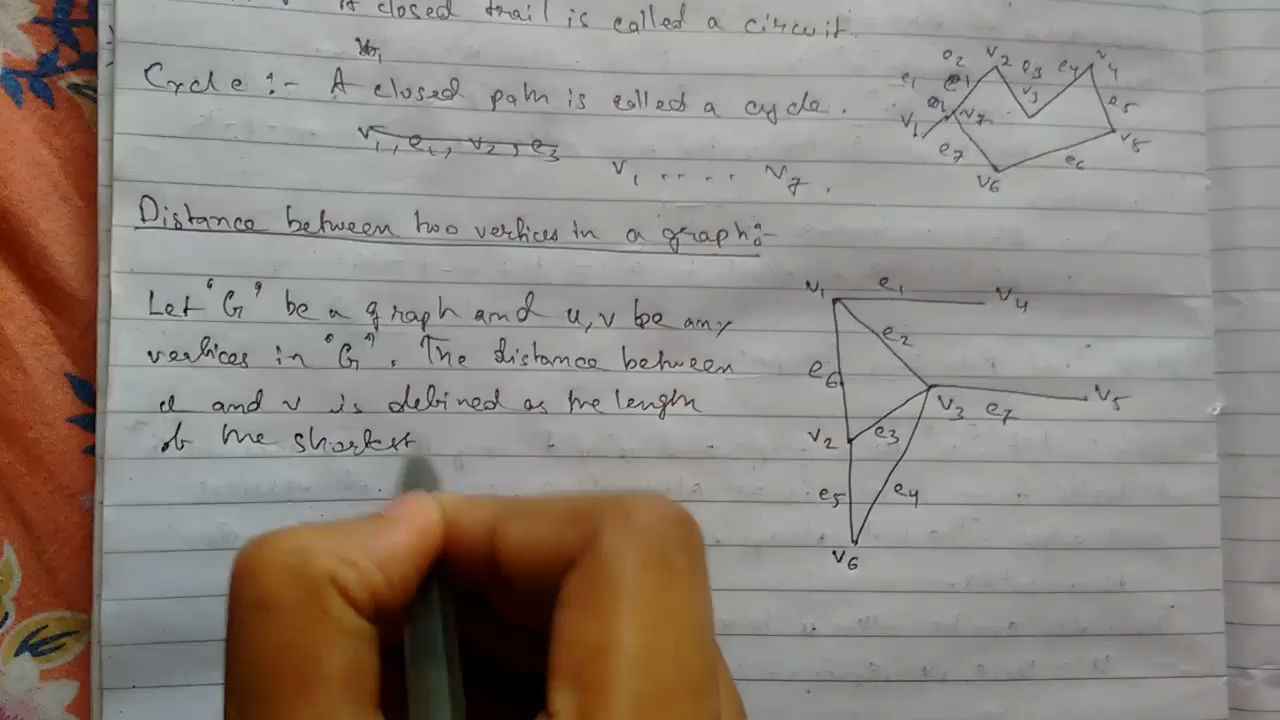 A closed trail is called a circuit.
Cycle :- A closed path is called a cycle.
v1, e1, v2, e3
v1 ..... v7.
e1 e2 v2 e3 e4 v4
v1 v7 v3 e5
e7 v6 e6 v5
Distance between two vertices in a graph:-
Let "G" be a graph and u, v be any
vertices in "G". The distance between
u and v is defined as the length
of the shortest
v1 e1 v4
e2
e6 v3 e7 v5
v2 e3
e5 e4
v6